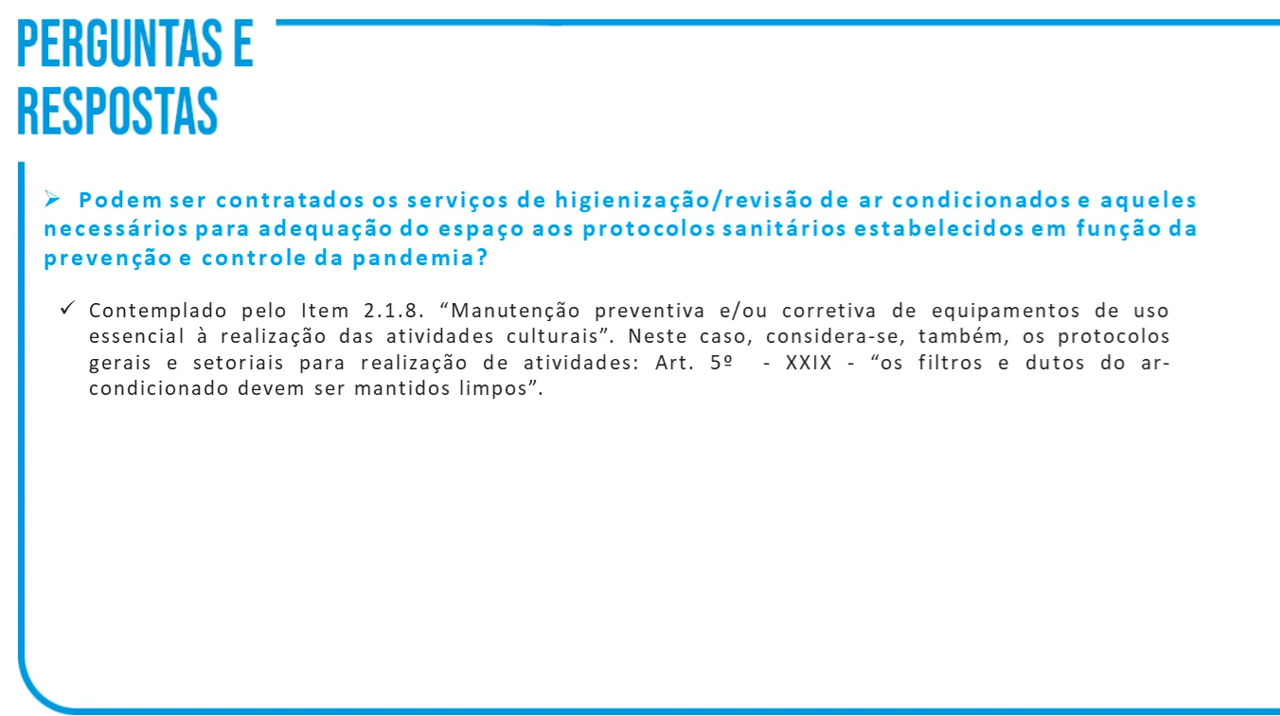 PERGUNTAS E
RESPOSTAS
➢ Podem ser contratados os serviços de higienização/revisão de ar condicionados e aqueles
necessários para adequação do espaço aos protocolos sanitários estabelecidos em função da
prevenção e controle da pandemia?
✓ Contemplado pelo Item 2.1.8. “Manutenção preventiva e/ou corretiva de equipamentos de uso
essencial à realização das atividades culturais”. Neste caso, considera-se, também, os protocolos
gerais e setoriais para realização de atividades: Art. 5º - XXIX - “os filtros e dutos do ar-
condicionado devem ser mantidos limpos”.